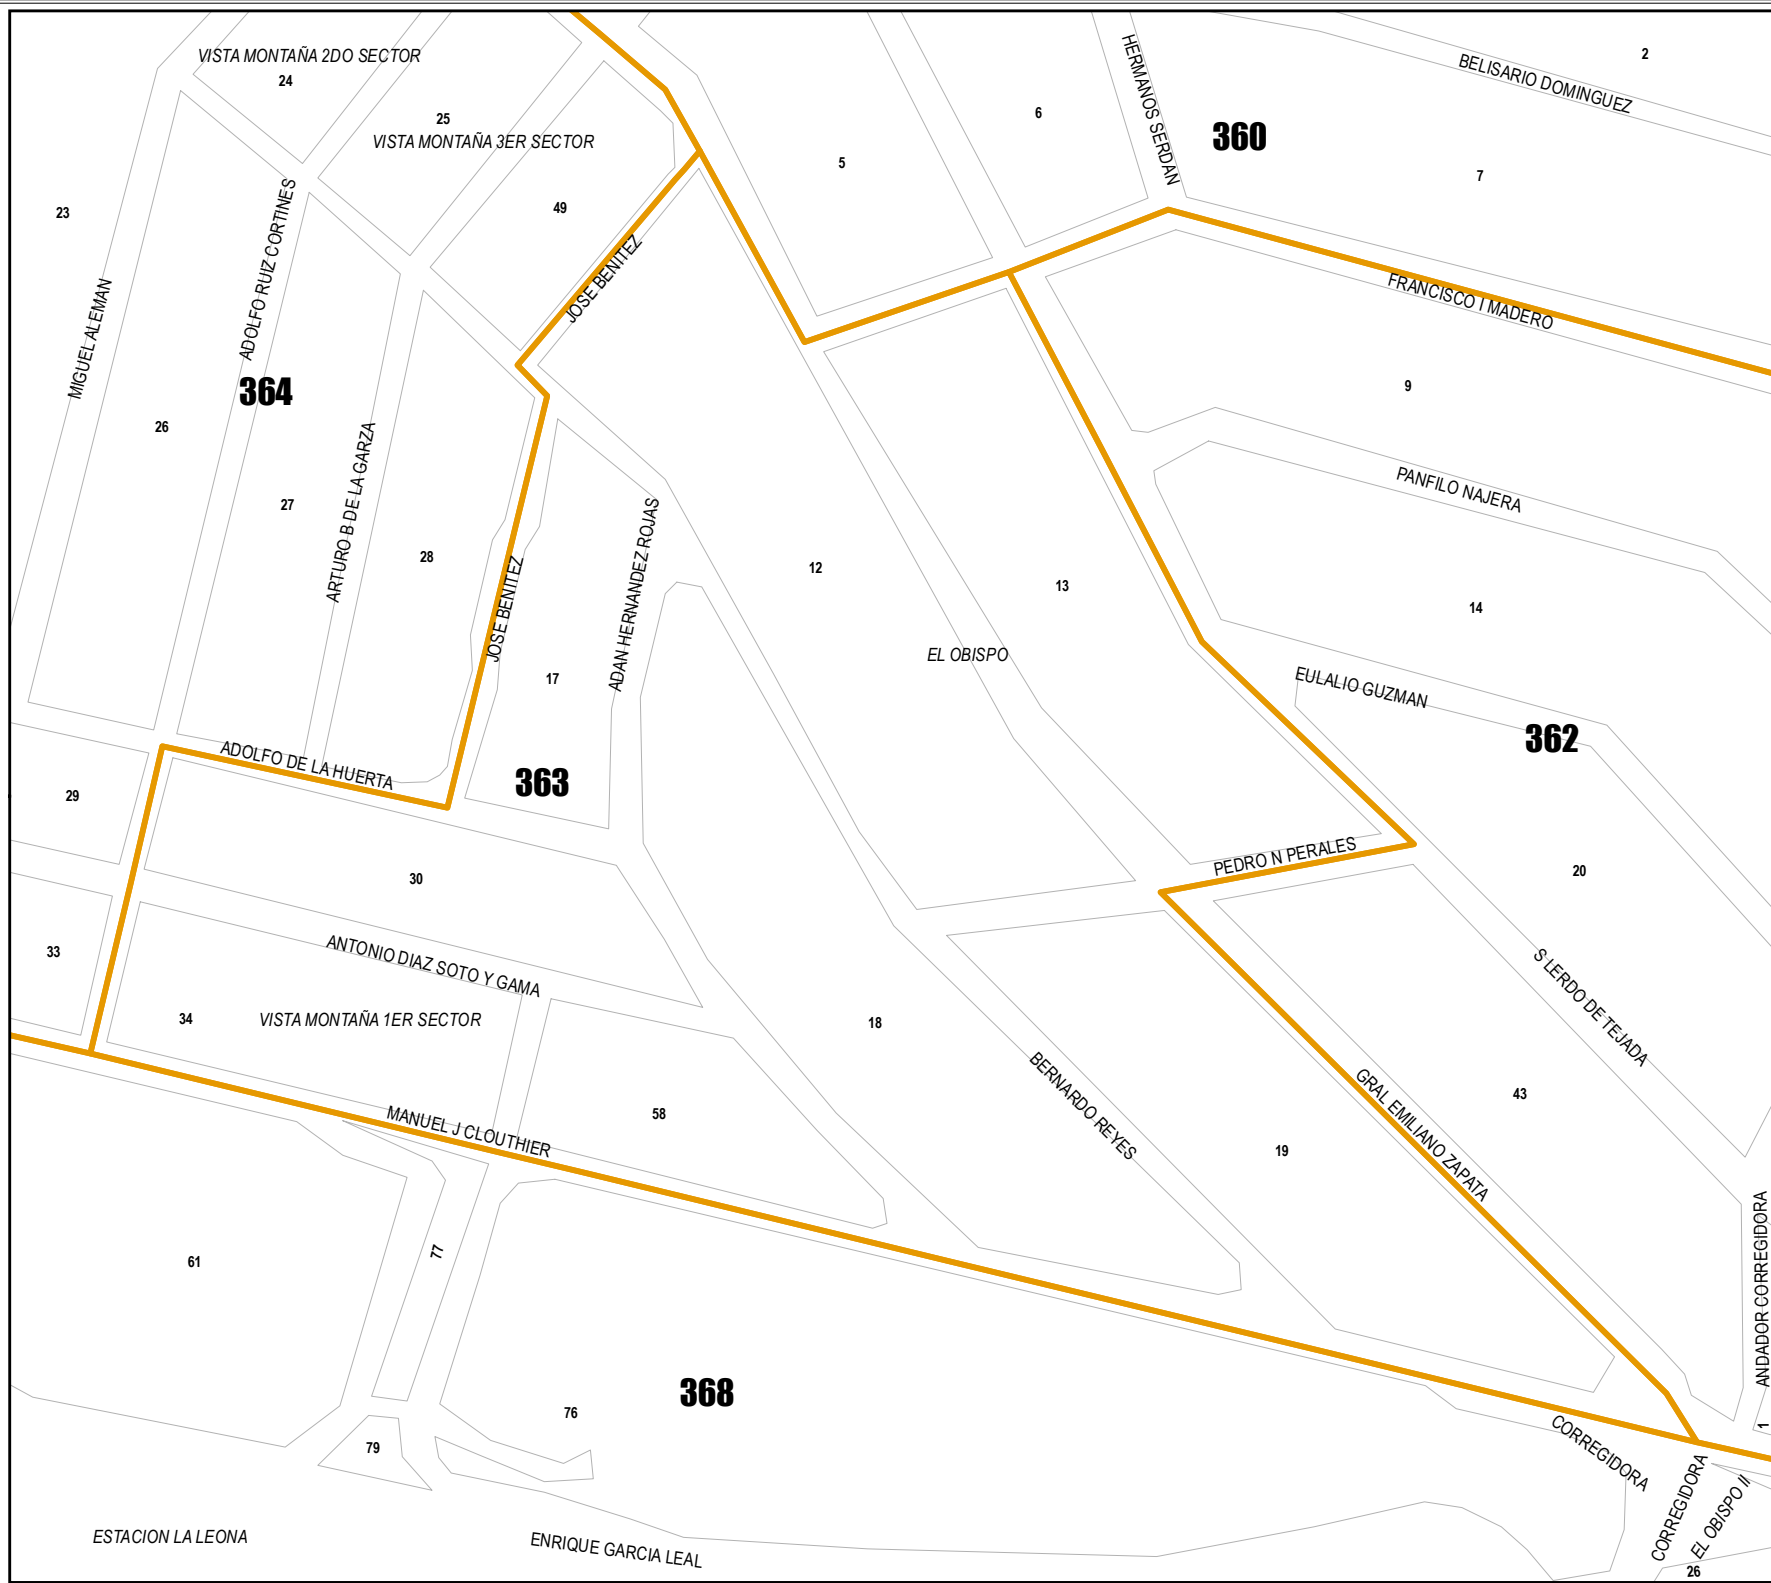 VISTA MONTAÑA 2DO SECTOR
24
25
VISTA MONTAÑA 3ER SECTOR
23
49
5
6
HERMANOS SERDAN
360
BELISARIO DOMINGUEZ
2
7
MIGUEL ALEMAN
ADOLFO RUIZ CORTINES
JOSE BENITEZ
FRANCISCO I MADERO
364
26
27
ARTURO B DE LA GARZA
28
JOSE BENITEZ
17
ADAN HERNANDEZ ROJAS
12
EL OBISPO
13
9
PANFILO NAJERA
14
EULALIO GUZMAN
362
ADOLFO DE LA HUERTA
363
29
30
33
ANTONIO DIAZ SOTO Y GAMA
34
VISTA MONTAÑA 1ER SECTOR
PEDRO N PERALES
20
S LERDO DE TEJADA
18
BERNARDO REYES
GRAL EMILIANO ZAPATA
43
19
MANUEL J CLOUTHIER
58
61
77
ANDADOR CORREGIDORA
1
368
76
79
CORREGIDORA
CORREGIDORA
EL OBISPO II
26
ESTACION LA LEONA
ENRIQUE GARCIA LEAL